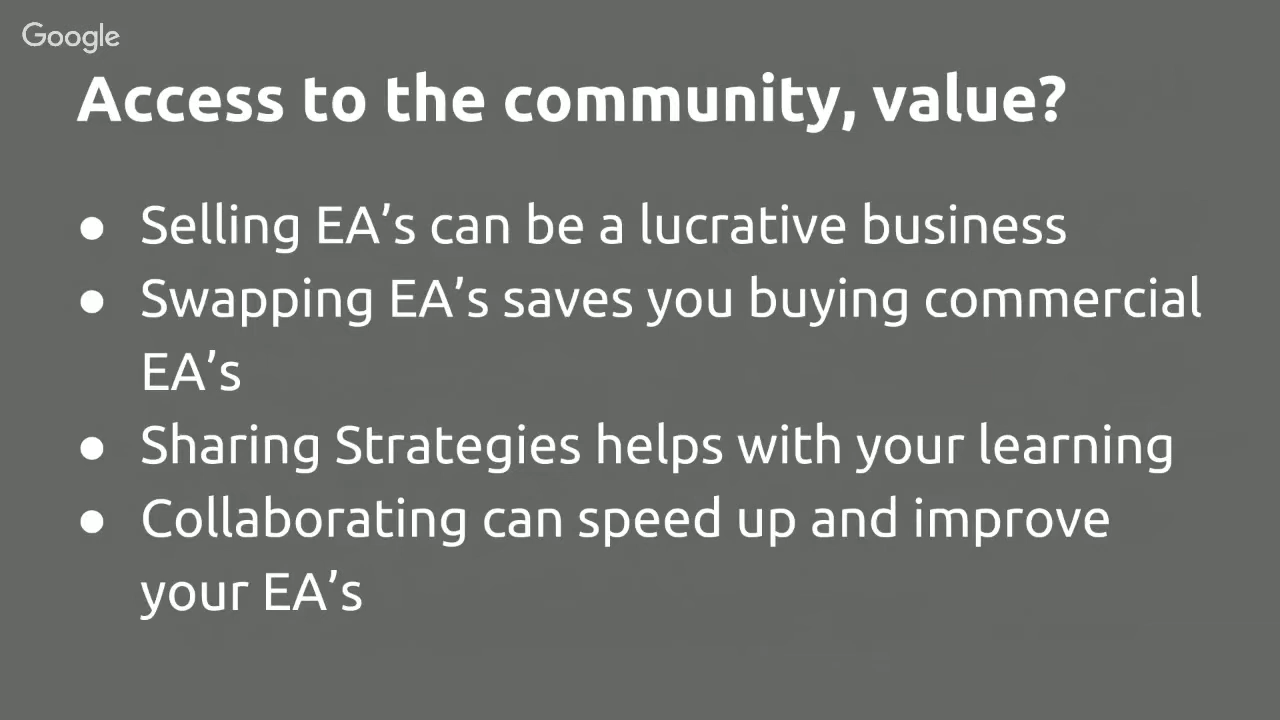 Google
Access to the community, value?
● Selling EA’s can be a lucrative business
● Swapping EA’s saves you buying commercial
EA’s
● Sharing Strategies helps with your learning
● Collaborating can speed up and improve
your EA’s